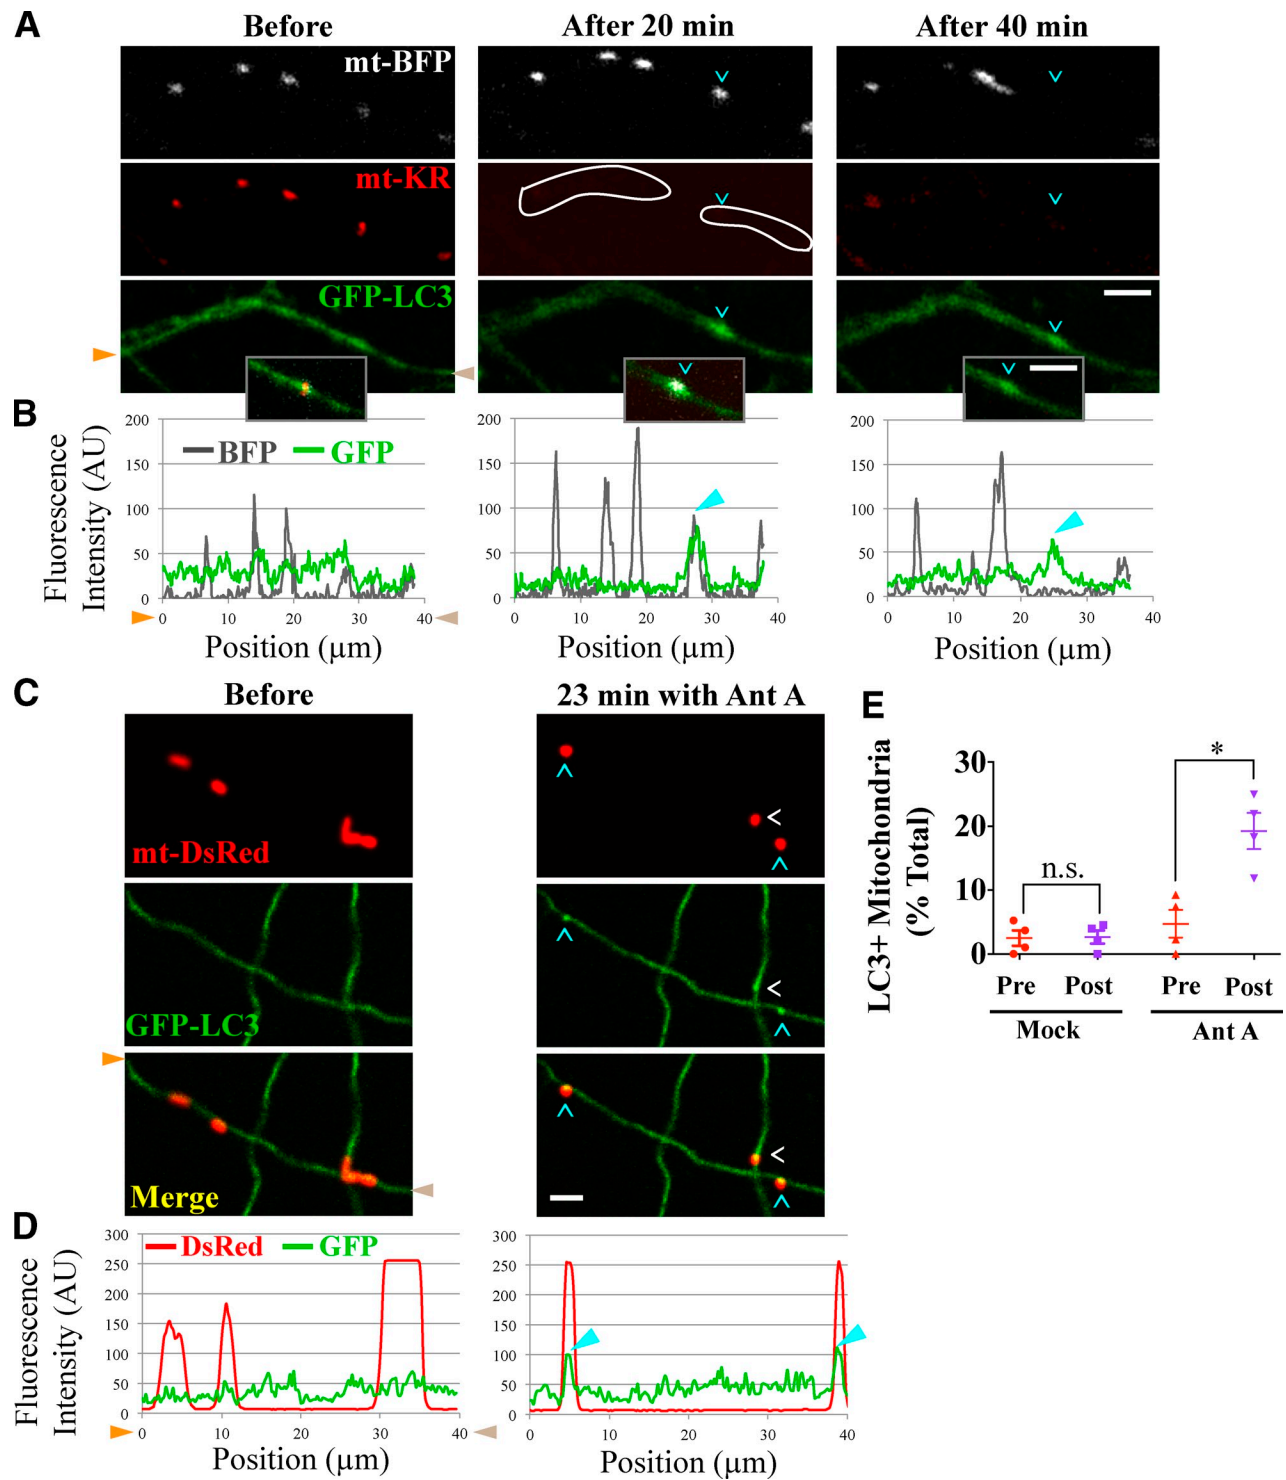 A
Before
After 20 min
After 40 min
mt-BFP
mt-KR
GFP-LC3
B
Fluorescence
Intensity (AU)
BFP GFP
200
150
100
50
0
0 10 20 30 40
Position (µm)
200
150
100
50
0
0 10 20 30 40
Position (µm)
200
150
100
50
0
0 10 20 30 40
Position (µm)
C
Before
23 min with Ant A
mt-DsRed
GFP-LC3
Merge
D
Fluorescence
Intensity (AU)
DsRed GFP
300
250
200
150
100
50
0
0 10 20 30 40
Position (µm)
300
250
200
150
100
50
0
0 10 20 30 40
Position (µm)
E
LC3+ Mitochondria
(% Total)
30
20
10
0
n.s.
*
Pre Post Pre Post
Mock Ant A